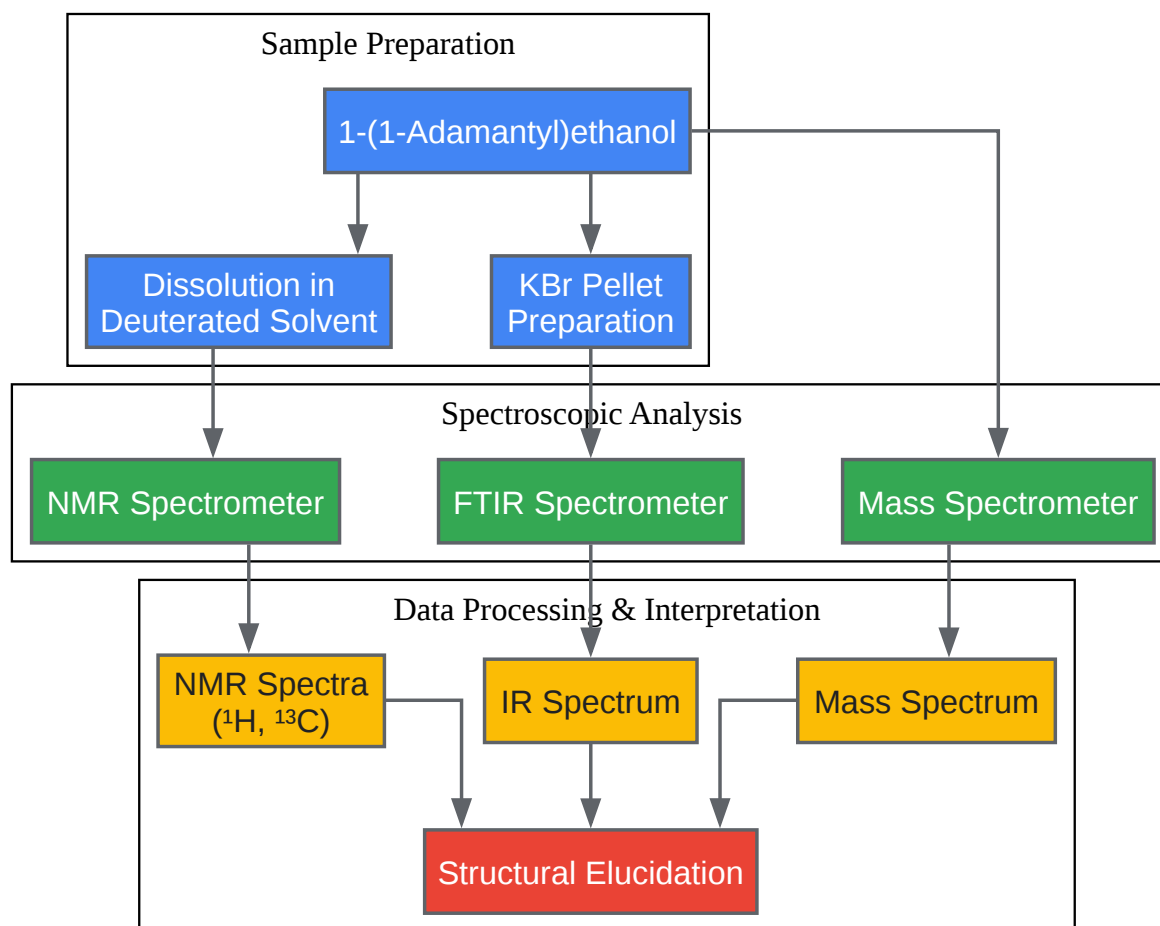 Sample Preparation
1-(1-Adamantyl)ethanol
Dissolution in
Deuterated Solvent
KBr Pellet
Preparation
Spectroscopic Analysis
NMR Spectrometer
FTIR Spectrometer
Mass Spectrometer
Data Processing & Interpretation
NMR Spectra
(¹H, ¹³C)
IR Spectrum
Mass Spectrum
Structural Elucidation